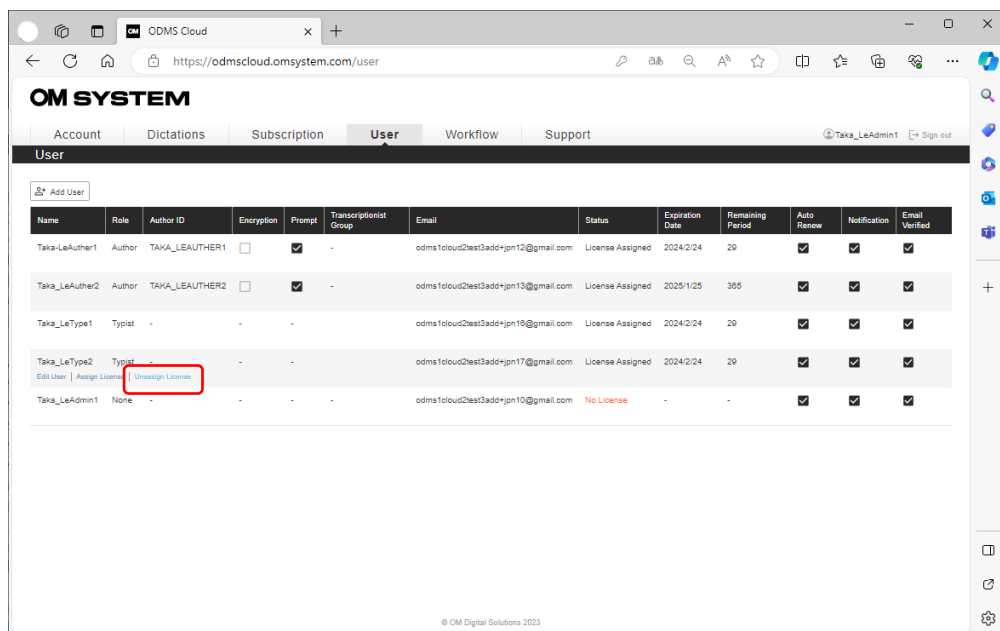 OM ODMS Cloud
https://odmscloud.omsystem.com/user
OM SYSTEM
Account Dictations Subscription User Workflow Support Taka_LeAdmin1 Sign out
User
Add User
Name Role Author ID Encryption Prompt Transcriptionist Group Email Status Expiration Date Remaining Period Auto Renew Notification Email Verified
Taka-LeAuther1 Author TAKA_LEAUTHER1 - odms1cloud2test3add+jpn12@gmail.com License Assigned 2024/2/24 29
Taka_LeAuther2 Author TAKA_LEAUTHER2 - odms1cloud2test3add+jpn13@gmail.com License Assigned 2025/1/25 365
Taka_LeType1 Typist - - - odms1cloud2test3add+jpn16@gmail.com License Assigned 2024/2/24 29
Taka_LeType2 Typist - - - odms1cloud2test3add+jpn17@gmail.com License Assigned 2024/2/24 29
Edit User | Assign License | Unassign License
Taka_LeAdmin1 None - - - - odms1cloud2test3add+jpn10@gmail.com No License - -
© OM Digital Solutions 2023